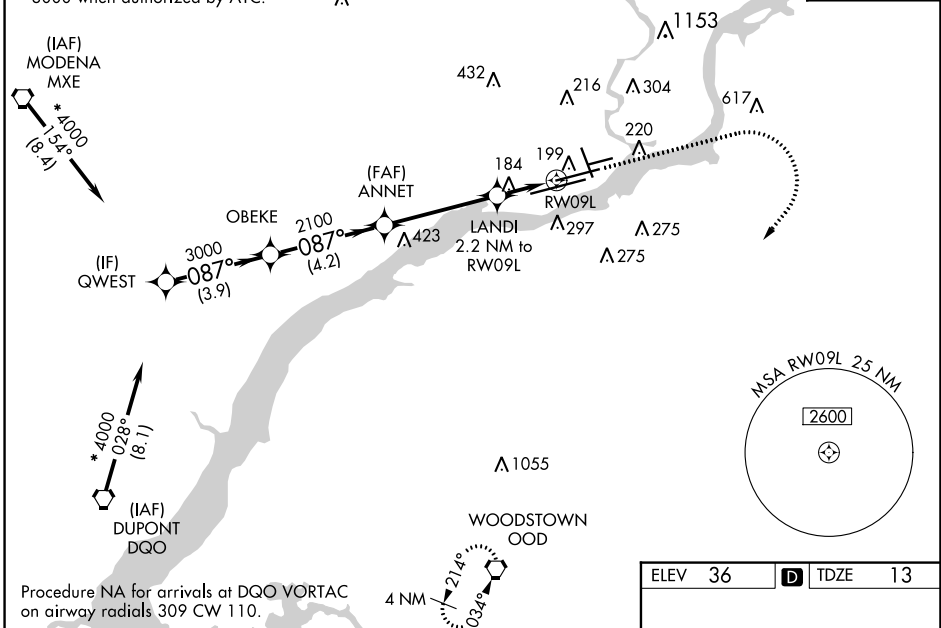 3000 when authorized by ATC.
1153
(IAF)
MODENA
MXE
432
216
304
617
* 4000
154°
(8.4)
220
199
184
(FAF)
ANNET
RW09L
OBEKE
2100
087°
(4.2)
423
LANDI
2.2 NM to
RW09L
297
275
275
(IF)
QWEST
3000
087°
(3.9)
MSA RW09L 25 NM
2600
* 4000
028°
(8.1)
1055
(IAF)
DUPONT
DQO
WOODSTOWN
OOD
214°
034°
4 NM
Procedure NA for arrivals at DQO VORTAC
on airway radials 309 CW 110.
ELEV 36 D TDZE 13